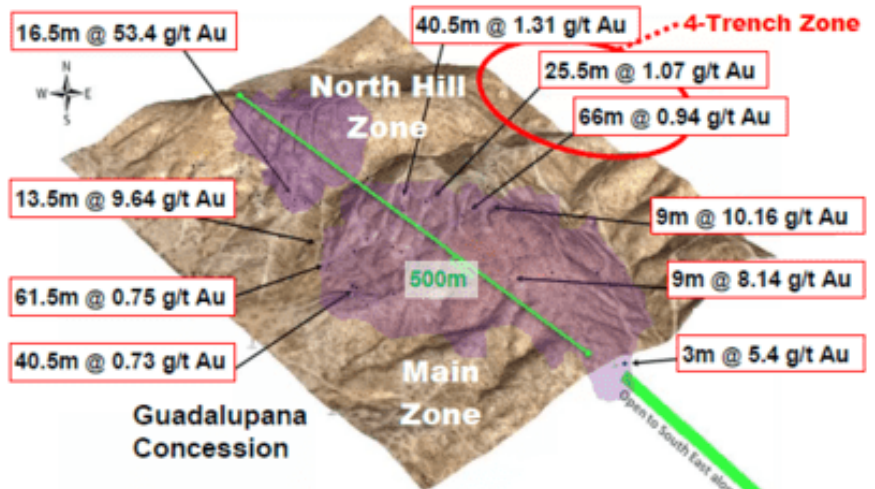 16.5m @ 53.4 g/t Au
40.5m @ 1.31 g/t Au
4-Trench Zone
25.5m @ 1.07 g/t Au
66m @ 0.94 g/t Au
N
W E
S
North Hill
Zone
13.5m @ 9.64 g/t Au
9m @ 10.16 g/t Au
500m
9m @ 8.14 g/t Au
61.5m @ 0.75 g/t Au
40.5m @ 0.73 g/t Au
3m @ 5.4 g/t Au
Main
Zone
Guadalupana
Concession
Open to South East